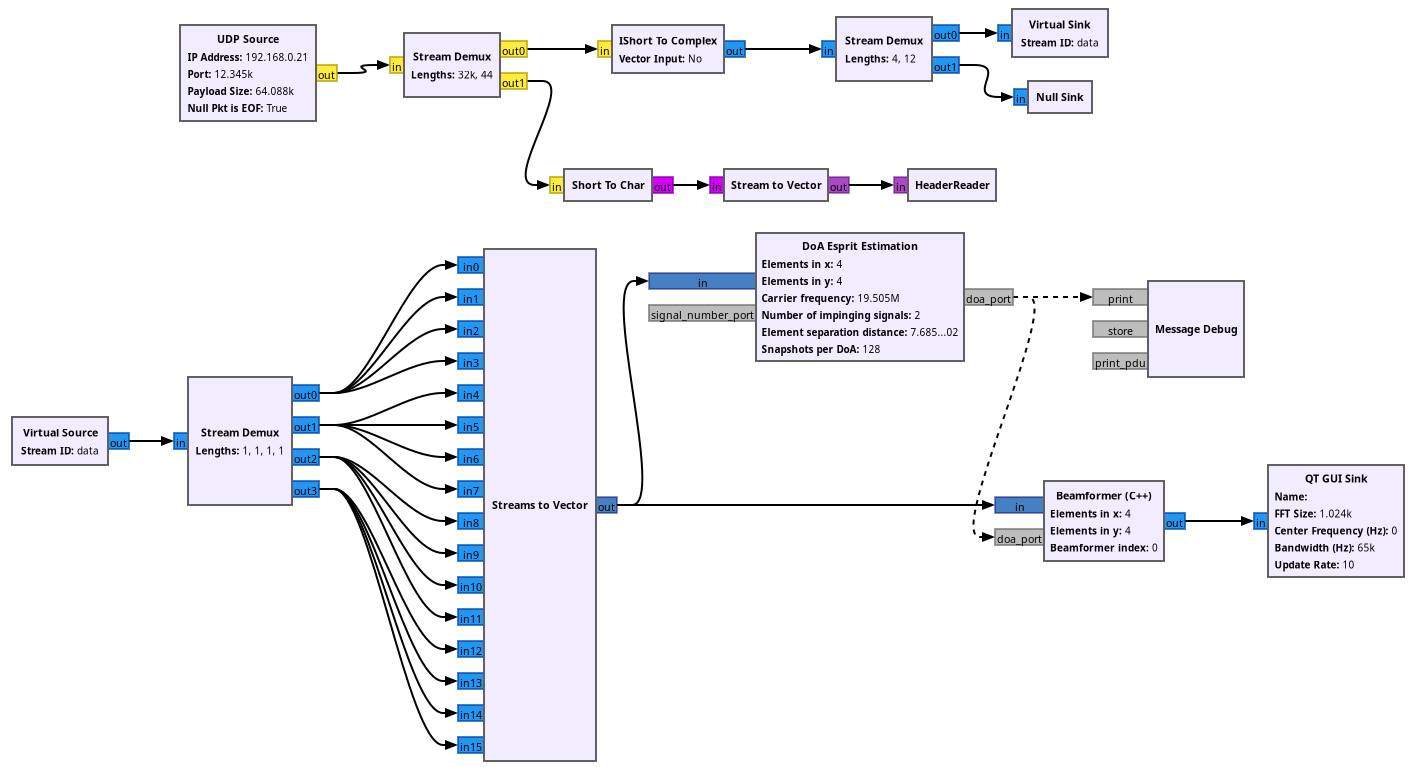 UDP Source
IP Address: 192.168.0.21
Port: 12.345k
Payload Size: 64.088k
Null Pkt is EOF: True
out
in
Stream Demux
Lengths: 32k, 44
out0
out1
in
IShort To Complex
Vector Input: No
out
in
Stream Demux
Lengths: 4, 12
out0
out1
in
Virtual Sink
Stream ID: data
in
Null Sink
in
Short To Char
out
in
Stream to Vector
out
in
HeaderReader
Virtual Source
Stream ID: data
out
in
Stream Demux
Lengths: 1, 1, 1, 1
out0
out1
out2
out3
in0
in1
in2
in3
in4
in5
in6
in7
in8
in9
in10
in11
in12
in13
in14
in15
Streams to Vector
out
in
signal_number_port
DoA Esprit Estimation
Elements in x: 4
Elements in y: 4
Carrier frequency: 19.505M
Number of impinging signals: 2
Element separation distance: 7.685...02
Snapshots per DoA: 128
doa_port
print
store
print_pdu
Message Debug
in
doa_port
Beamformer (C++)
Elements in x: 4
Elements in y: 4
Beamformer index: 0
out
in
QT GUI Sink
Name:
FFT Size: 1.024k
Center Frequency (Hz): 0
Bandwidth (Hz): 65k
Update Rate: 10